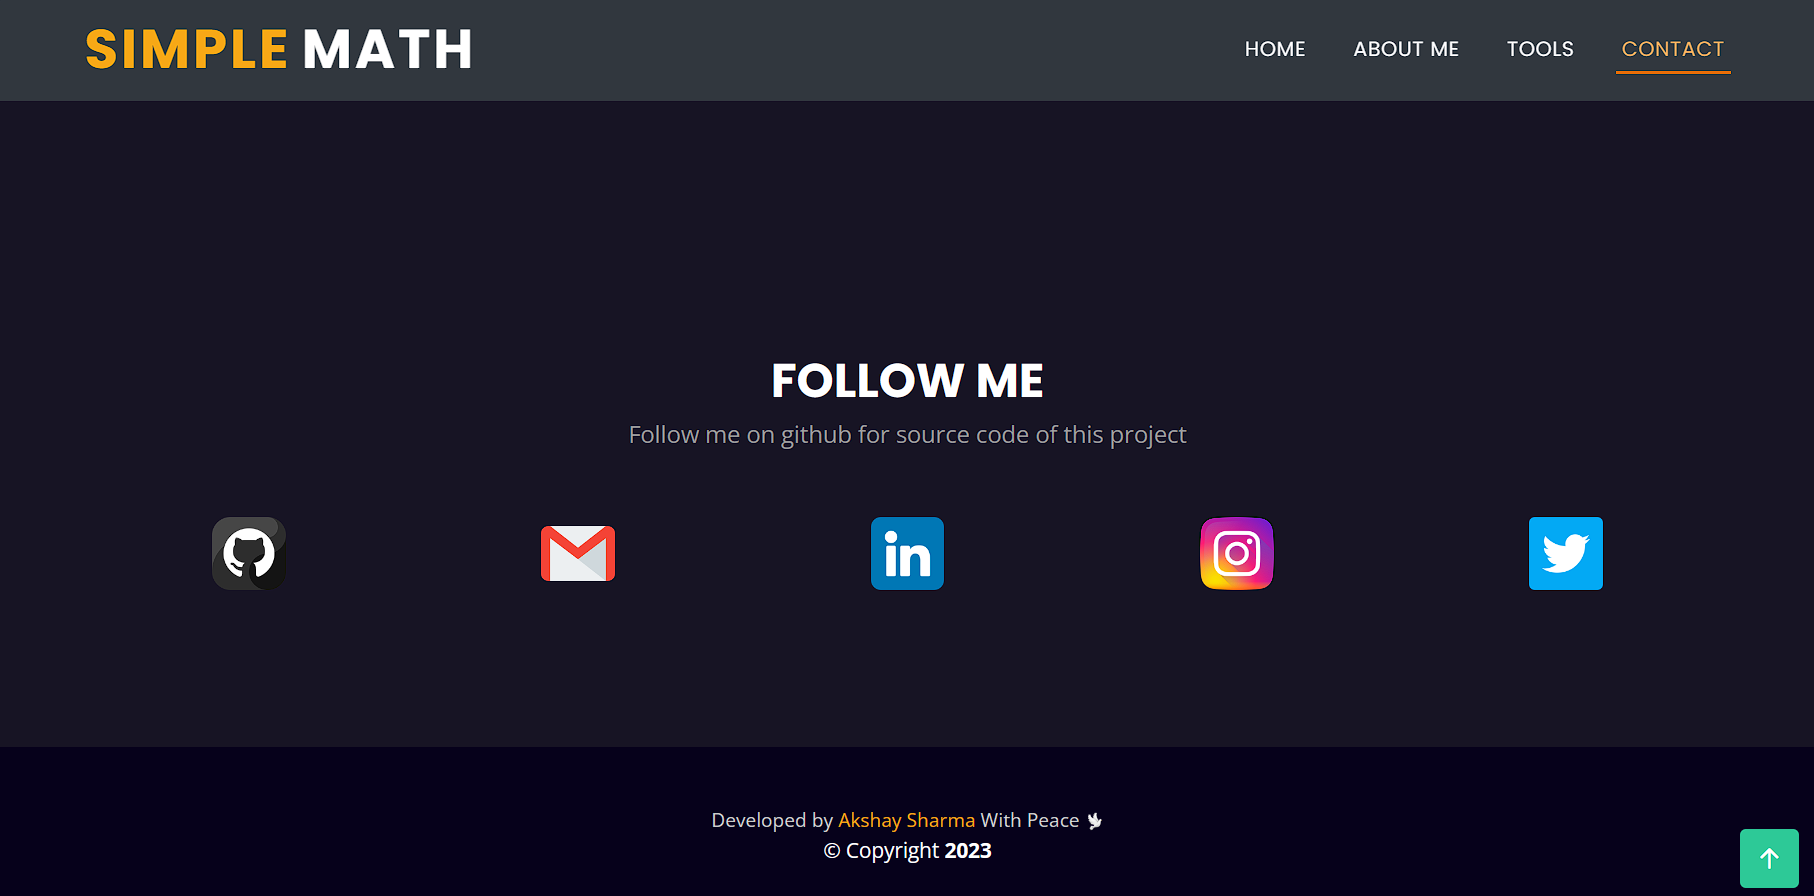 SIMPLE MATH
HOME ABOUT ME TOOLS CONTACT
FOLLOW ME
Follow me on github for source code of this project
in
Developed by Akshay Sharma With Peace 🕊
© Copyright 2023